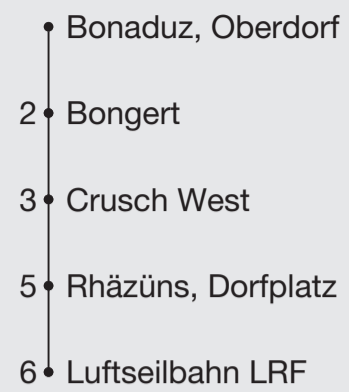 Bonaduz, Oberdorf
2 Bongert
3 Crusch West
5 Rhäzüns, Dorfplatz
6 Luftseilbahn LRF